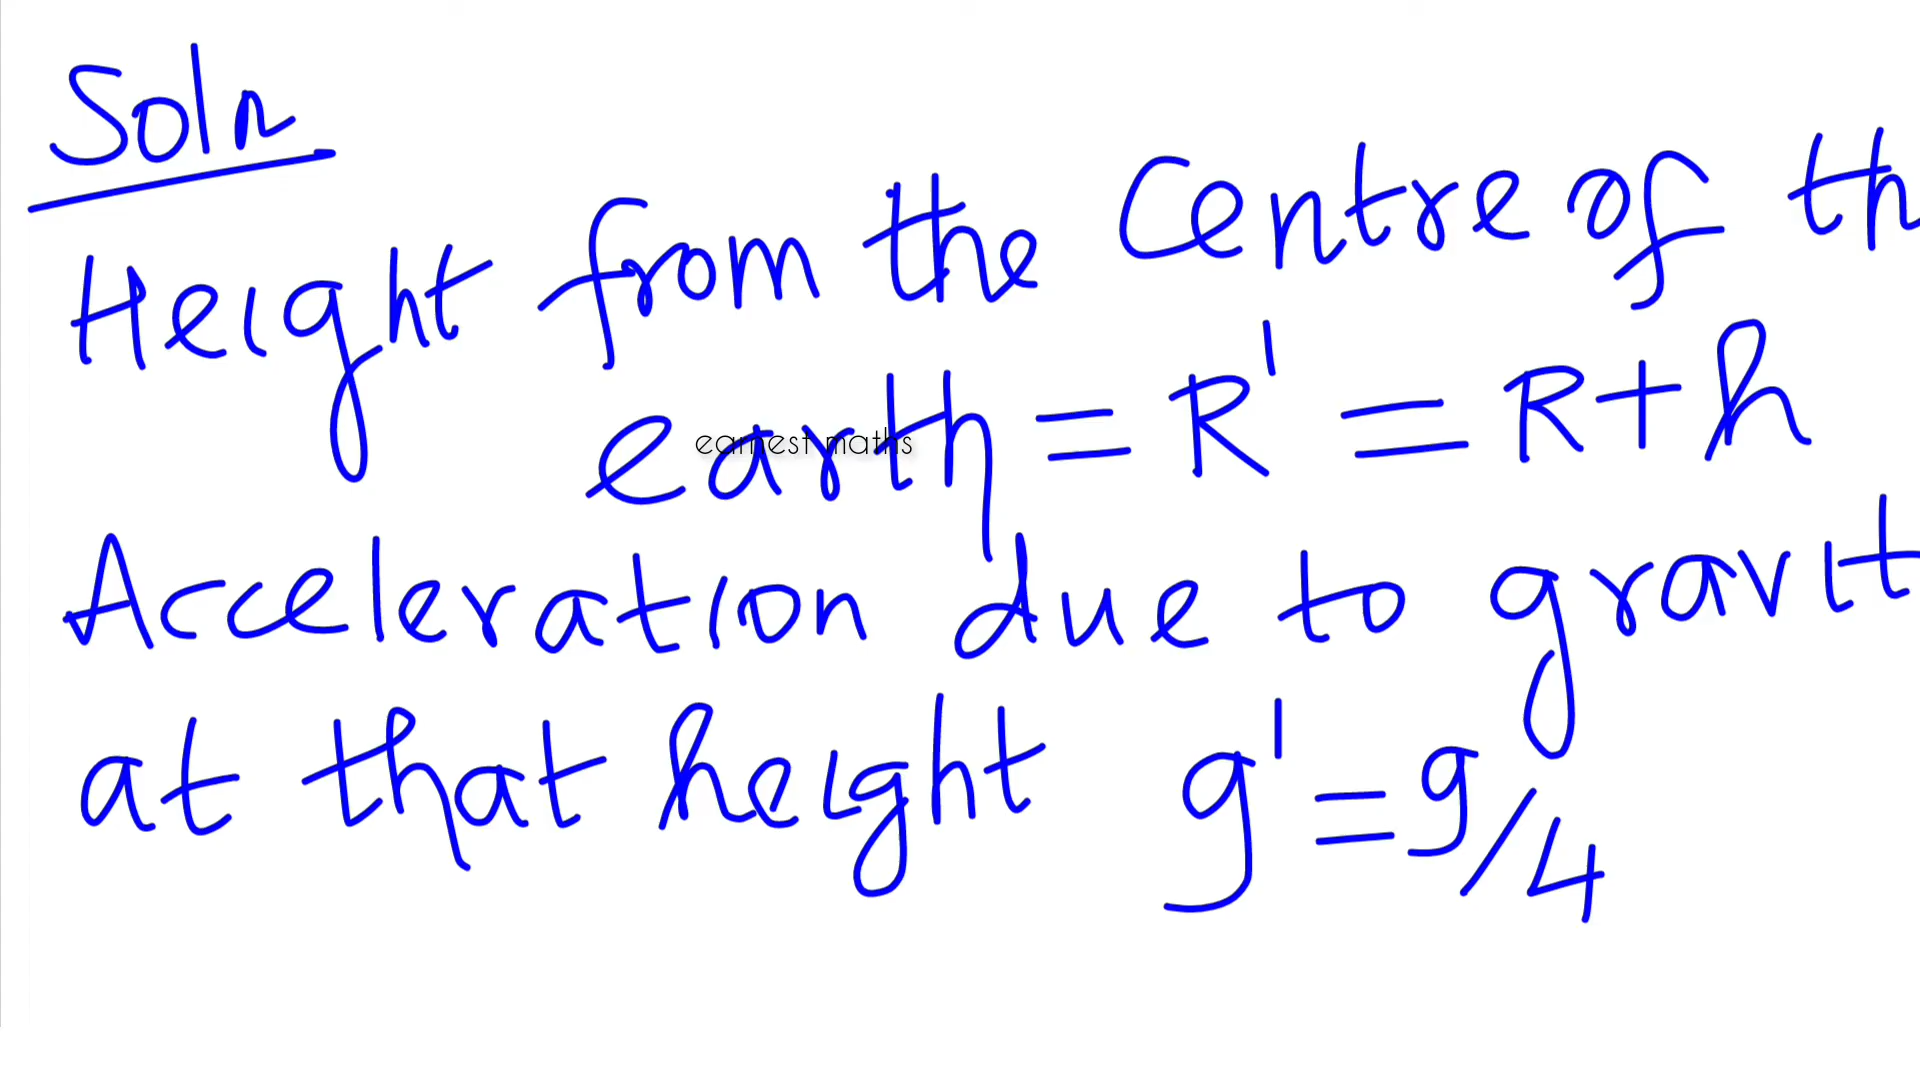 Soln
Height from the Centre of th
earth = R' = R+h
earnest maths
Acceleration due to gravit
at that height g' = g/4